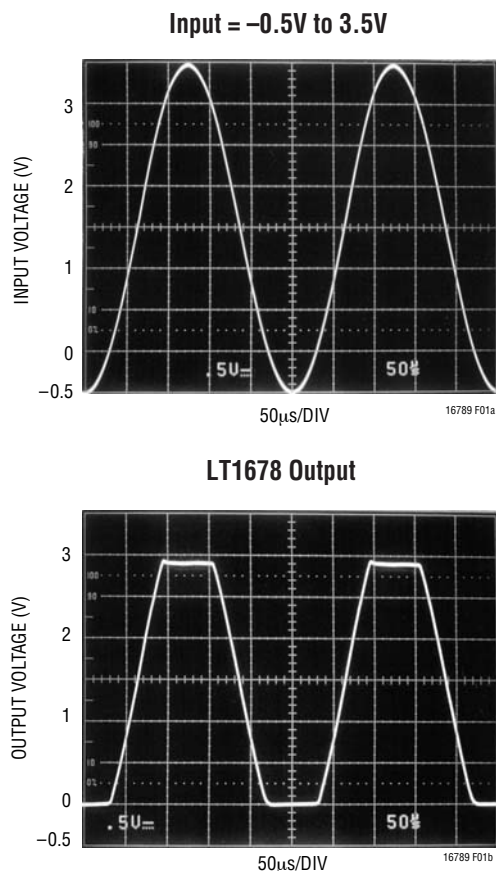 Input = –0.5V to 3.5V
INPUT VOLTAGE (V)
3
2
1
0
–0.5
100
90
10
0%
.5V
50µs
50µs/DIV
16789 F01a
LT1678 Output
OUTPUT VOLTAGE (V)
3
2
1
0
–0.5
100
90
10
0%
.5V
50µs
50µs/DIV
16789 F01b